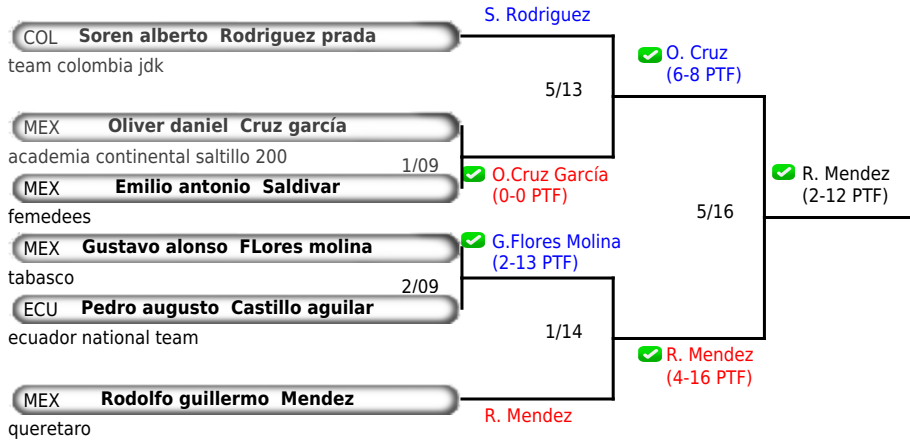 S. Rodriguez
COL Soren alberto Rodriguez prada
team colombia jdk
O. Cruz
(6-8 PTF)
5/13
MEX Oliver daniel Cruz garcía
academia continental saltillo 200
1/09
O.Cruz García
(0-0 PTF)
MEX Emilio antonio Saldivar
femedees
R. Mendez
(2-12 PTF)
5/16
MEX Gustavo alonso FLores molina
tabasco
G.Flores Molina
(2-13 PTF)
2/09
ECU Pedro augusto Castillo aguilar
ecuador national team
1/14
R. Mendez
(4-16 PTF)
MEX Rodolfo guillermo Mendez
queretaro
R. Mendez